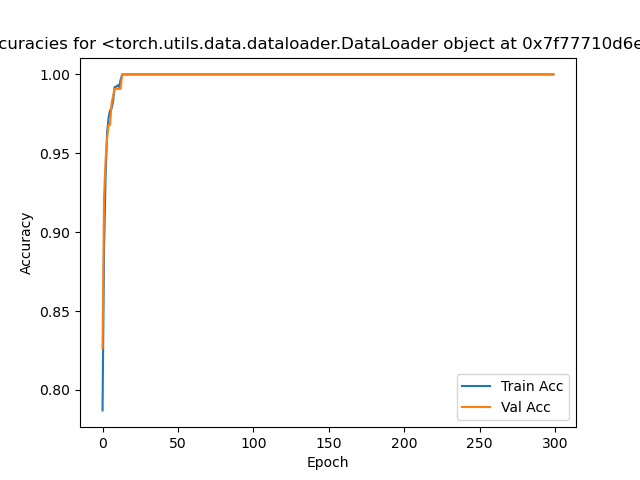 curacies for <torch.utils.data.dataloader.DataLoader object at 0x7f77710d6e
1.00
0.95
0.90
0.85
0.80
Accuracy
0
50
100
150
200
250
300
Epoch
Train Acc
Val Acc